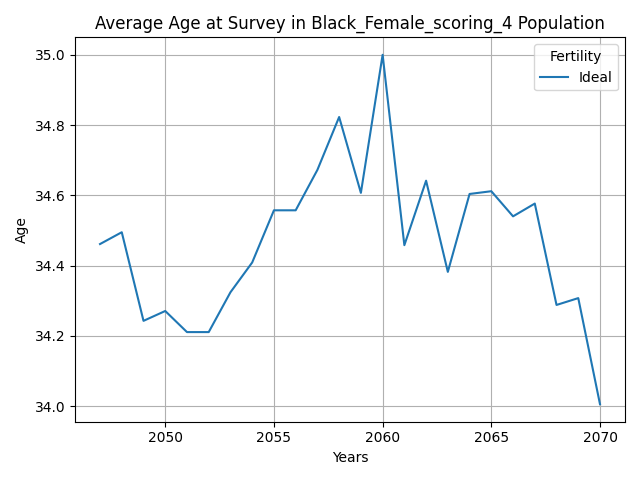 Average Age at Survey in Black_Female_scoring_4 Population
Fertility
Ideal
35.0
34.8
34.6
34.4
34.2
34.0
Age
2050 2055 2060 2065 2070
Years